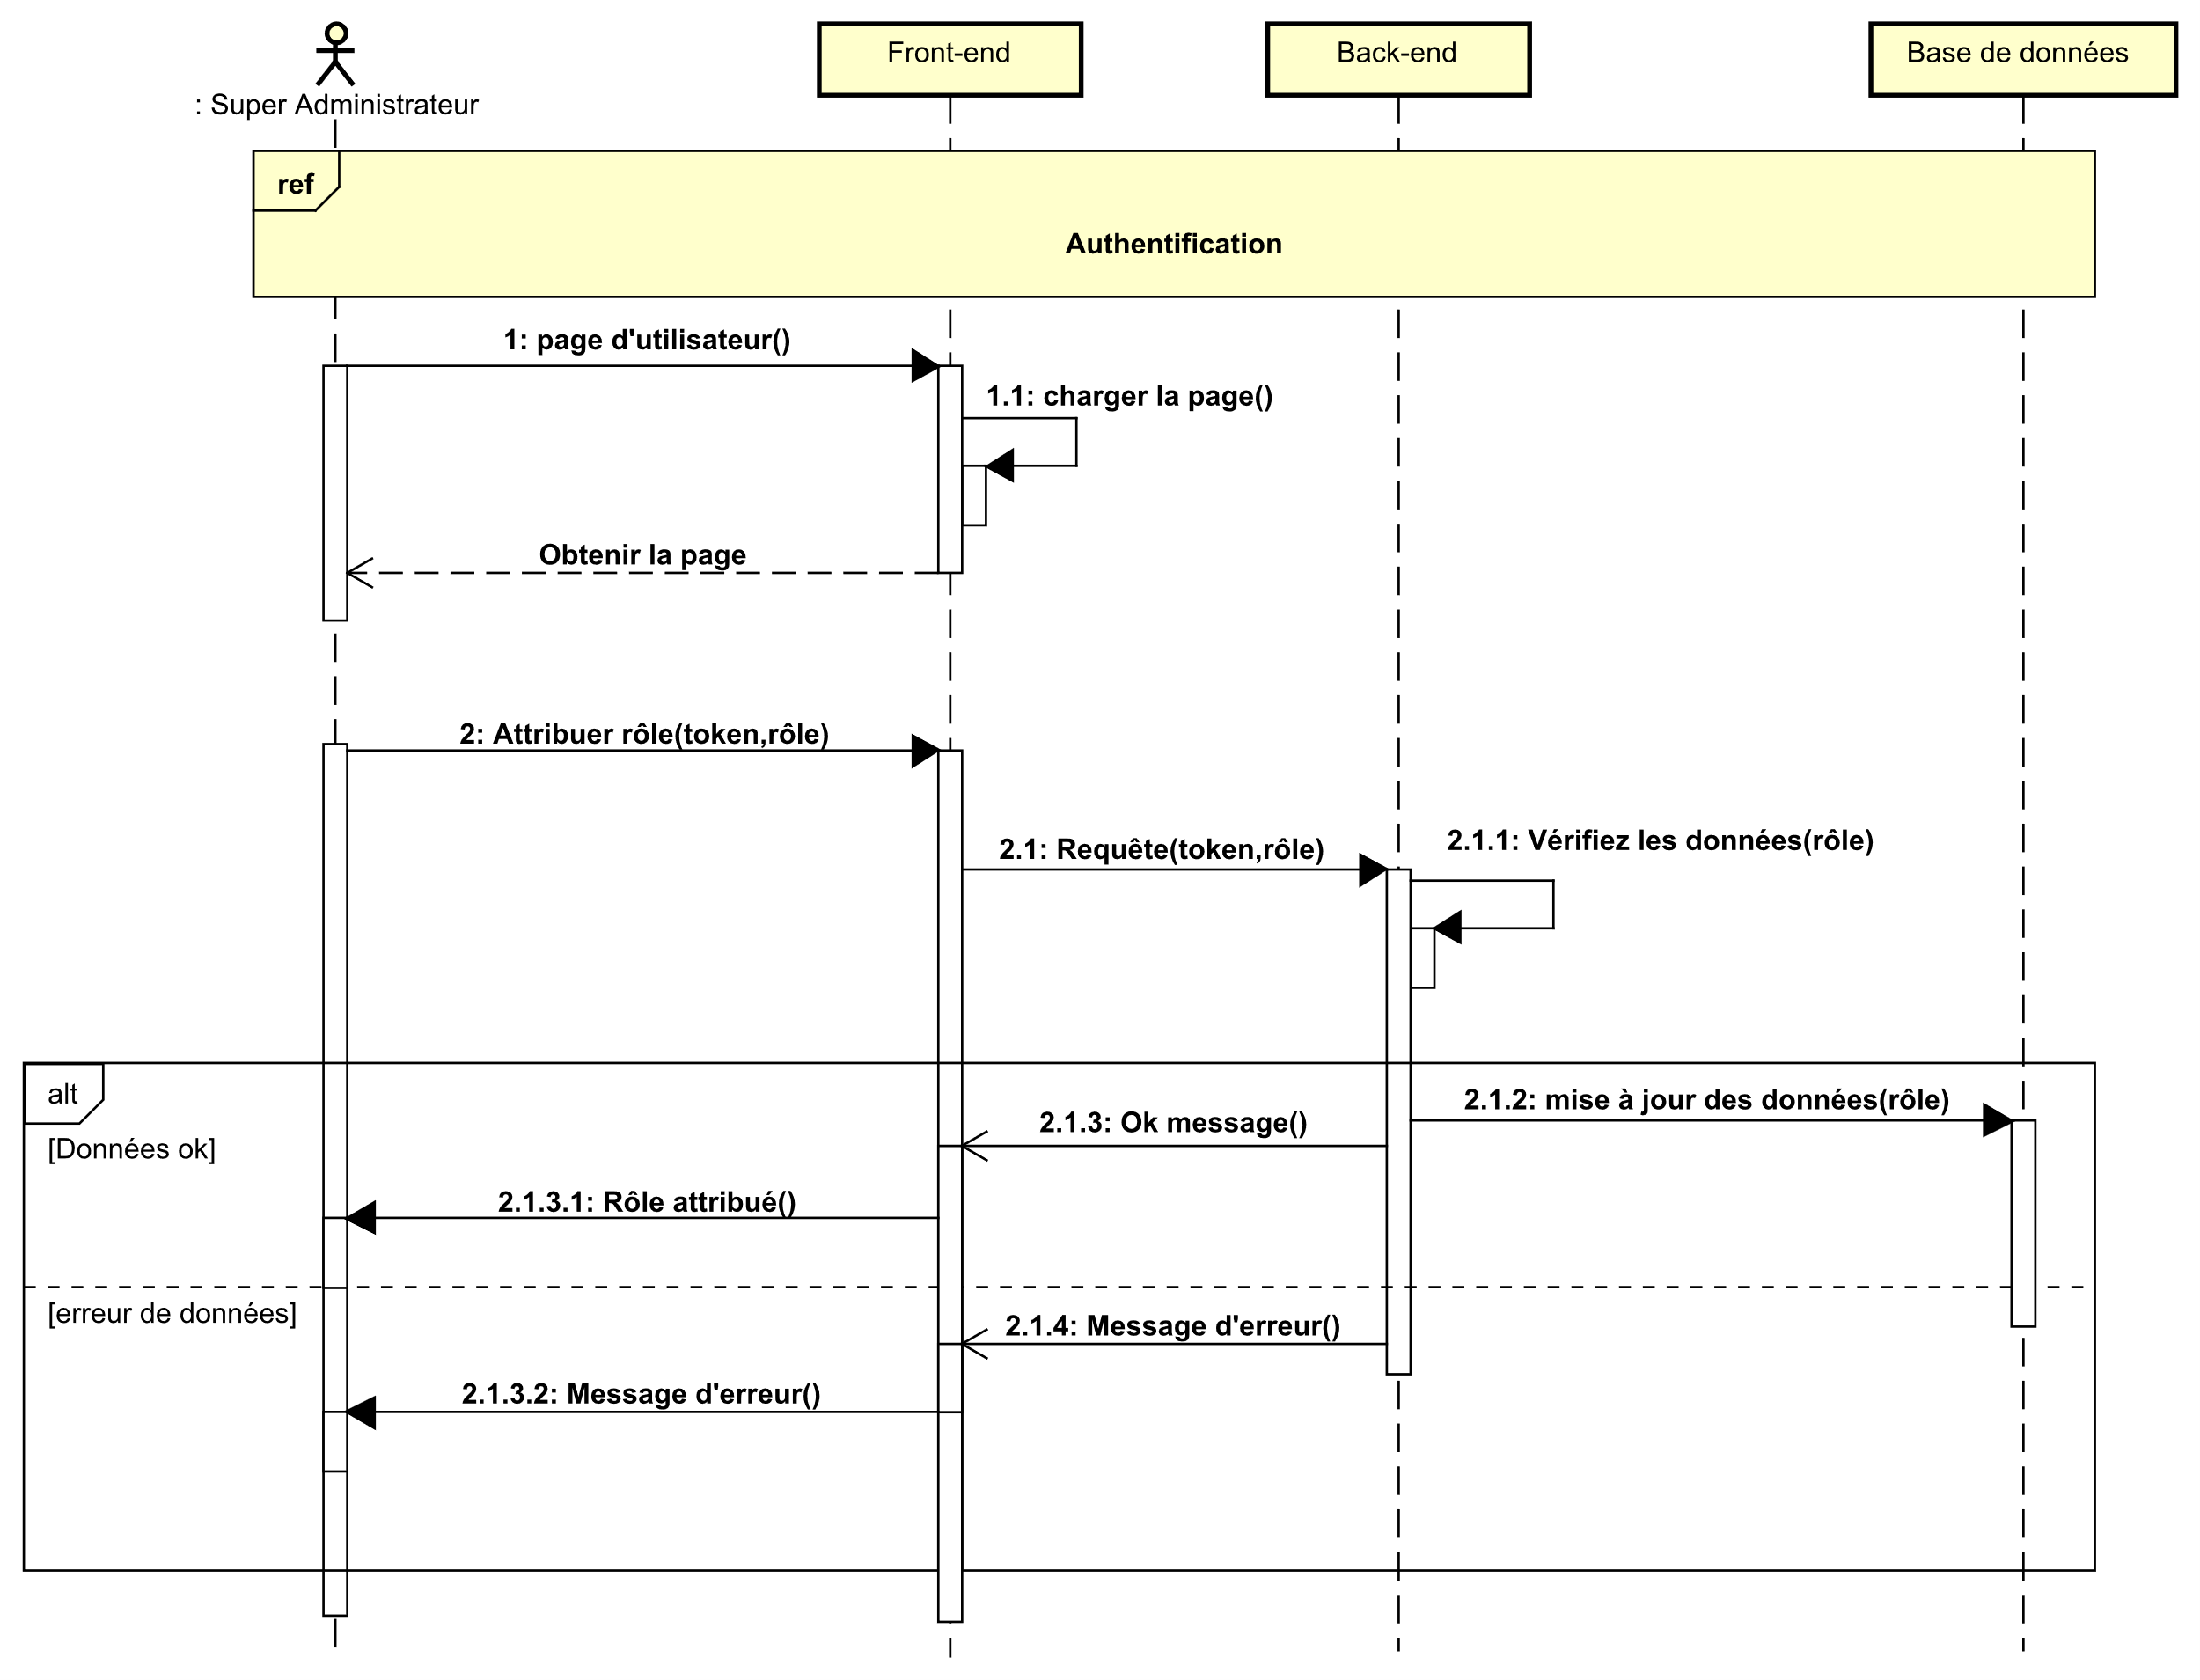 : Super Administrateur
Front-end
Back-end
Base de données
ref
Authentification
1: page d'utilisateur()
1.1: charger la page()
Obtenir la page
2: Attribuer rôle(token,rôle)
2.1: Requête(token,rôle)
2.1.1: Vérifiez les données(rôle)
alt
2.1.2: mise à jour des données(rôle)
2.1.3: Ok message()
[Données ok]
2.1.3.1: Rôle attribué()
[erreur de données]
2.1.4: Message d'erreur()
2.1.3.2: Message d'erreur()